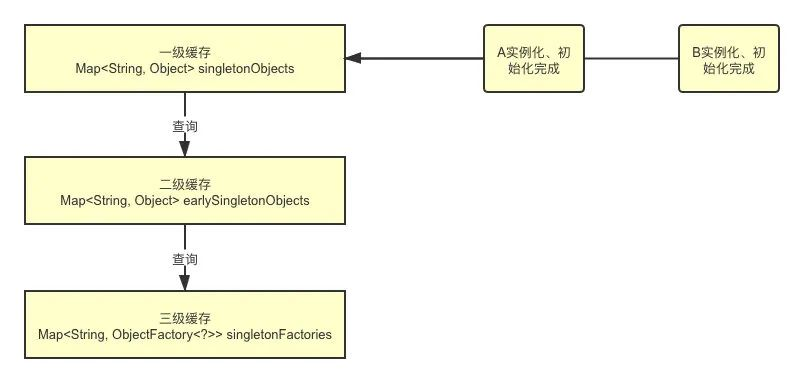 一级缓存
Map<String, Object> singletonObjects
A实例化、初
始化完成
B实例化、初
始化完成
查询
二级缓存
Map<String, Object> earlySingletonObjects
查询
三级缓存
Map<String, ObjectFactory<?>> singletonFactories